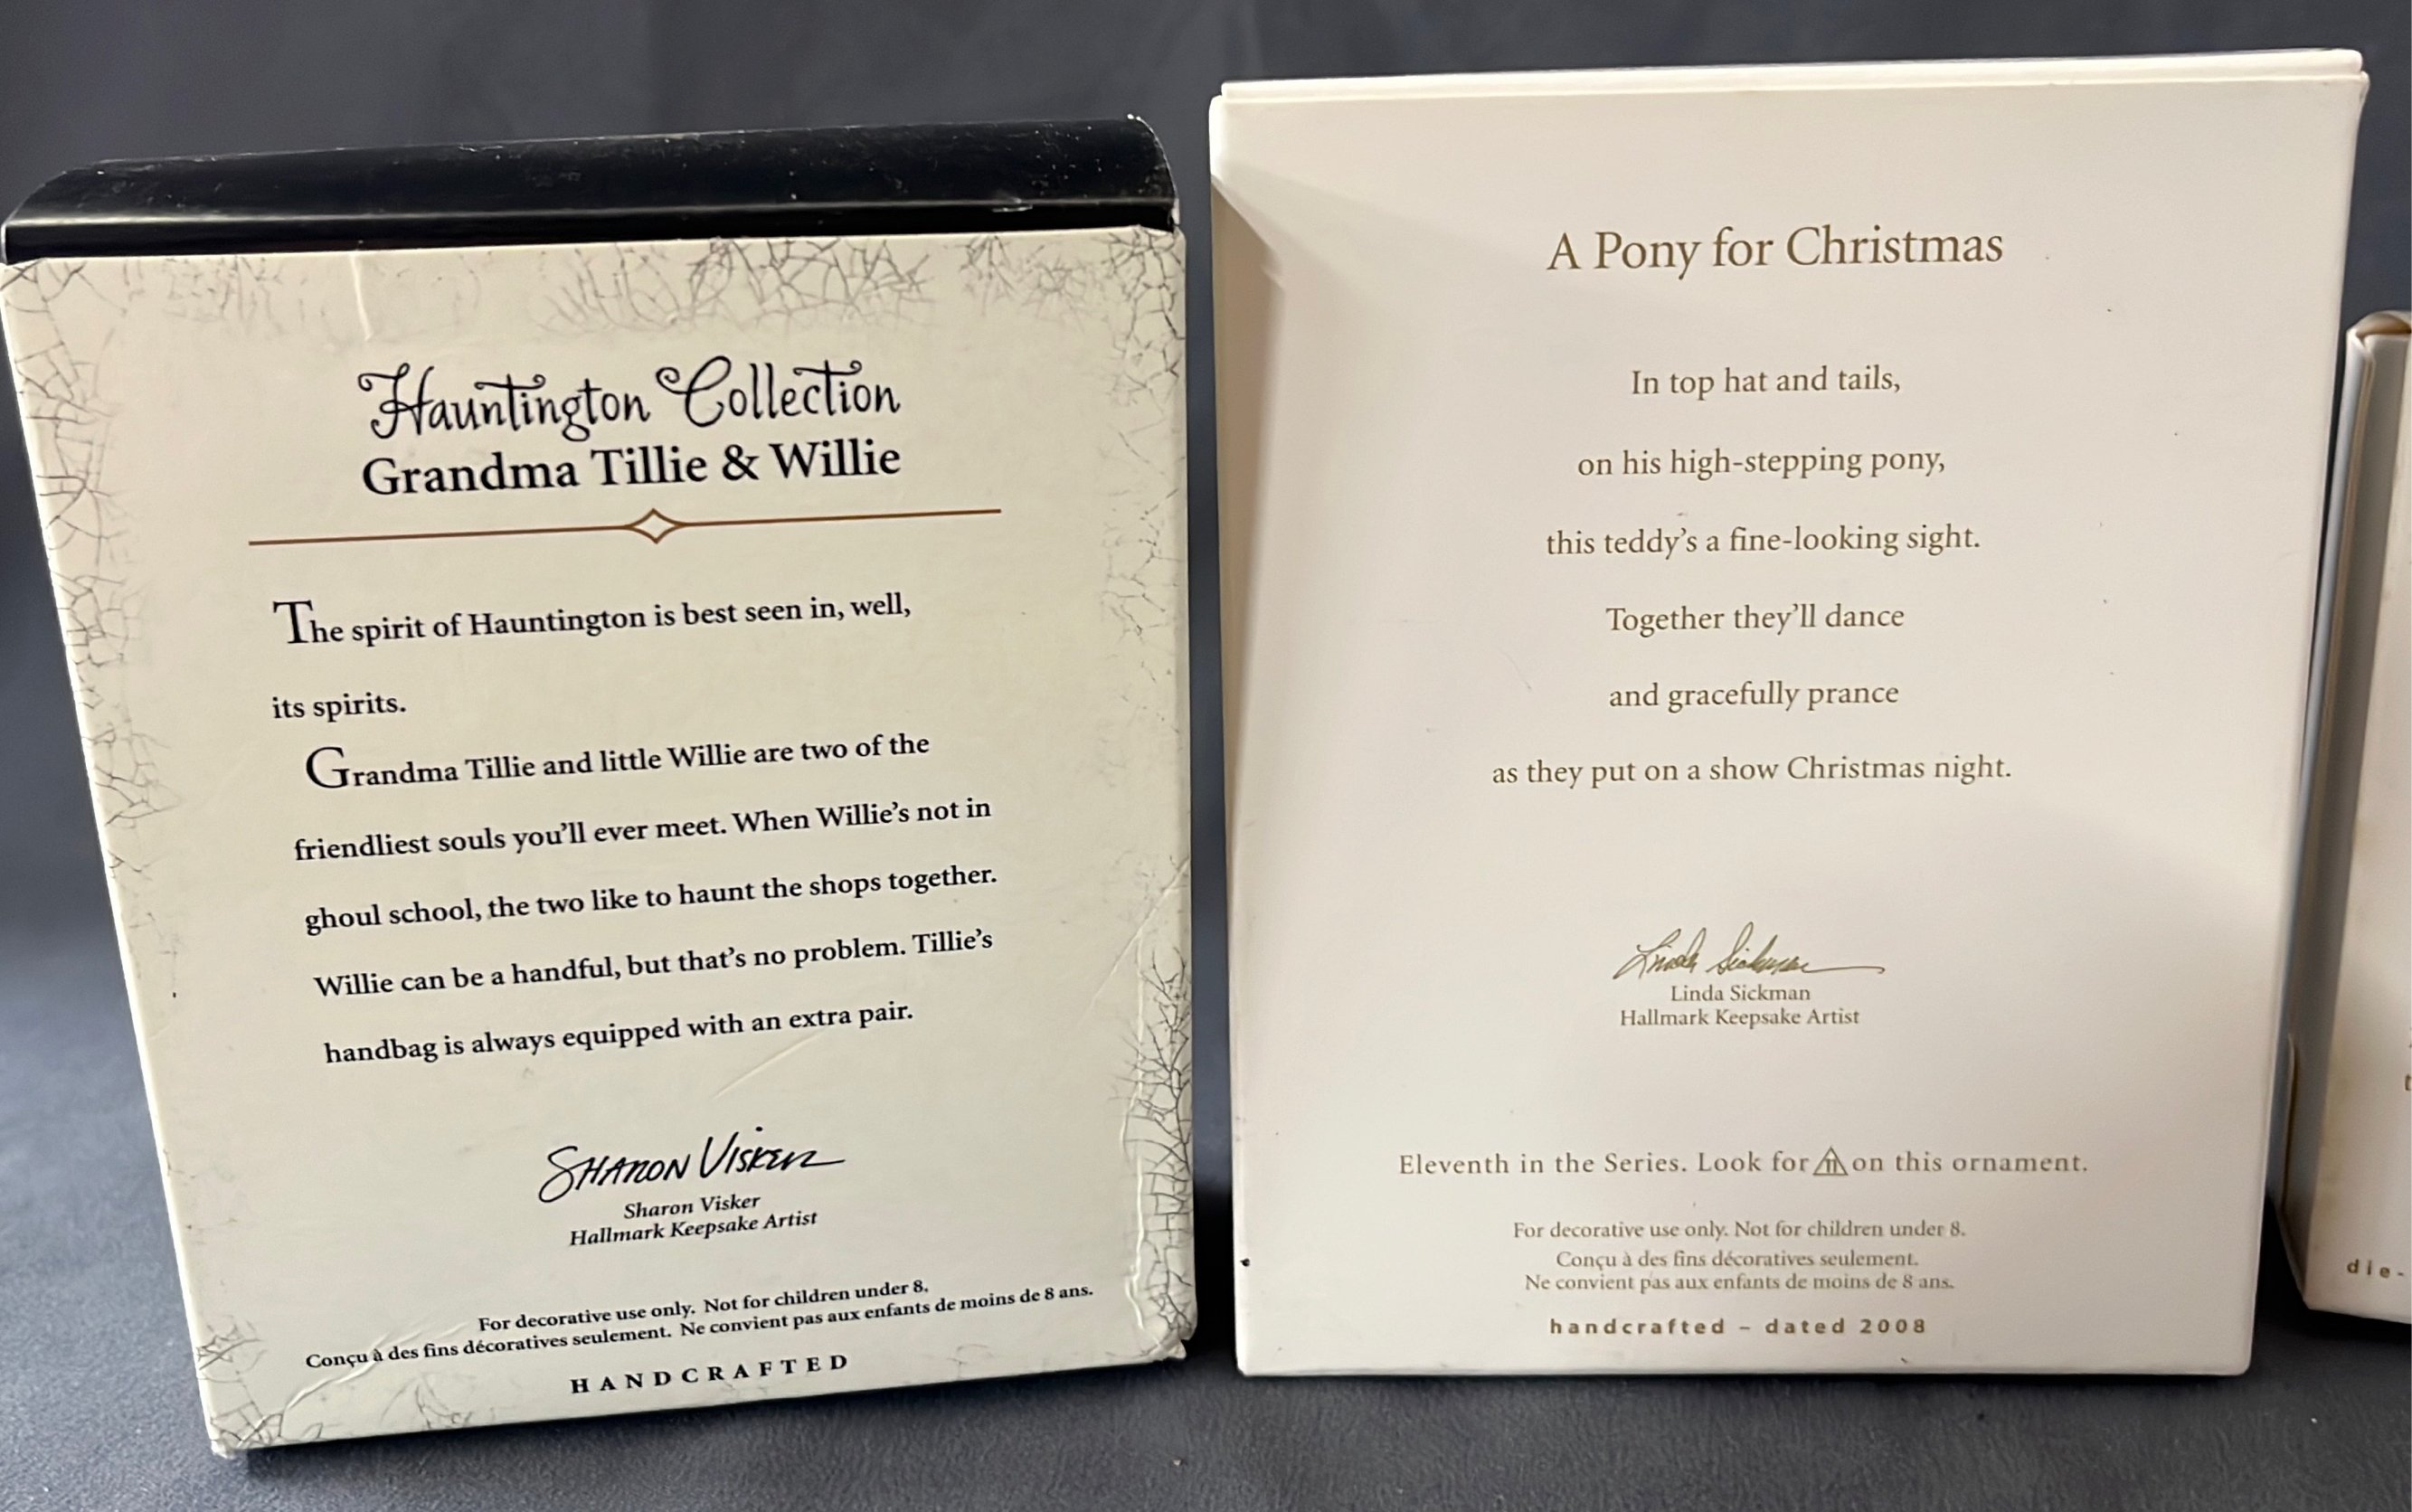 Hauntington Collection
Grandma Tillie & Willie
The spirit of Hauntington is best seen in, well,
its spirits.
Grandma Tillie and little Willie are two of the
friendliest souls you'll ever meet. When Willie's not in
ghoul school, the two like to haunt the shops together.
Willie can be a handful, but that's no problem. Tillie's
handbag is always equipped with an extra pair.
Sharon Visker
Sharon Visker
Hallmark Keepsake Artist
For decorative use only. Not for children under 8.
Conçu à des fins décoratives seulement. Ne convient pas aux enfants de moins de 8 ans.
HANDCRAFTED
A Pony for Christmas
In top hat and tails,
on his high-stepping pony,
this teddy's a fine-looking sight.
Together they'll dance
and gracefully prance
as they put on a show Christmas night.
Linda Sickman
Linda Sickman
Hallmark Keepsake Artist
Eleventh in the Series. Look for 11 on this ornament.
For decorative use only. Not for children under 8.
Conçu à des fins décoratives seulement.
Ne convient pas aux enfants de moins de 8 ans.
handcrafted – dated 2008
die-